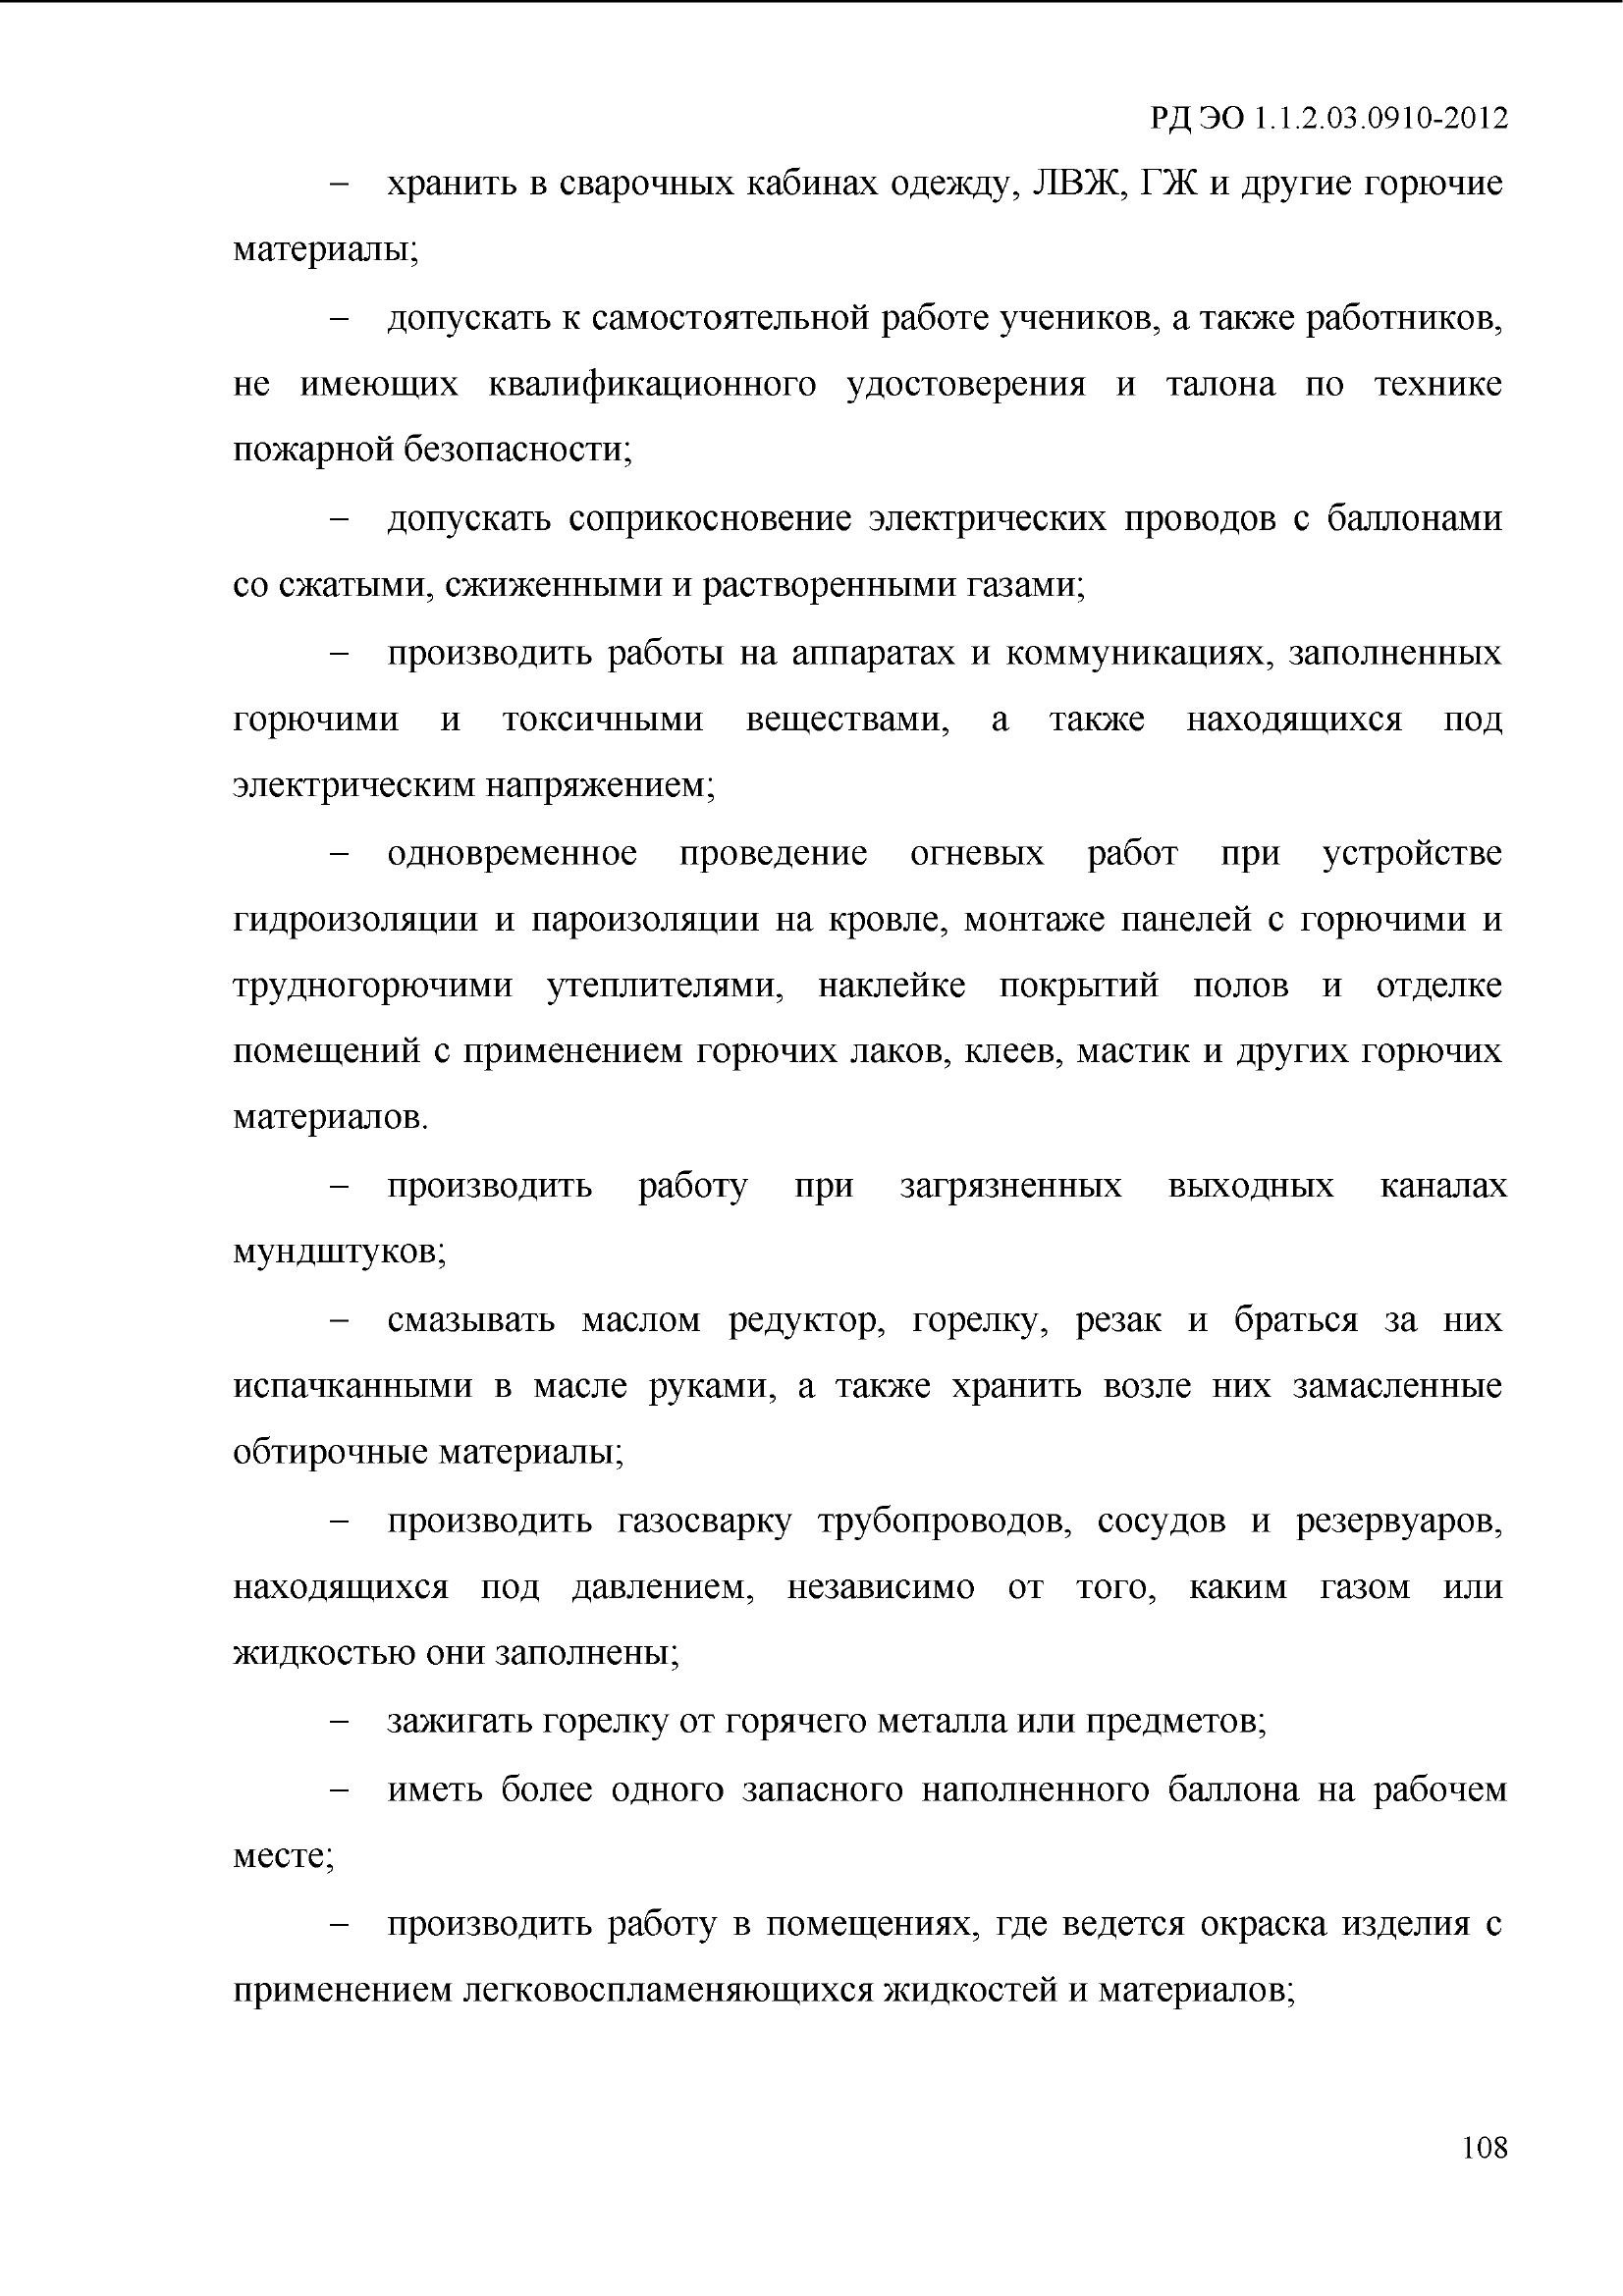 РД ЭО 1.1.2.03.0910-2012
– хранить в сварочных кабинах одежду, ЛВЖ, ГЖ и другие горючие
материалы;
– допускать к самостоятельной работе учеников, а также работников,
не имеющих квалификационного удостоверения и талона по технике
пожарной безопасности;
– допускать соприкосновение электрических проводов с баллонами
со сжатыми, сжиженными и растворенными газами;
– производить работы на аппаратах и коммуникациях, заполненных
горючими и токсичными веществами, а также находящихся под
электрическим напряжением;
– одновременное проведение огневых работ при устройстве
гидроизоляции и пароизоляции на кровле, монтаже панелей с горючими и
трудногорючими утеплителями, наклейке покрытий полов и отделке
помещений с применением горючих лаков, клеев, мастик и других горючих
материалов.
– производить работу при загрязненных выходных каналах
мундштуков;
– смазывать маслом редуктор, горелку, резак и браться за них
испачканными в масле руками, а также хранить возле них замасленные
обтирочные материалы;
– производить газосварку трубопроводов, сосудов и резервуаров,
находящихся под давлением, независимо от того, каким газом или
жидкостью они заполнены;
– зажигать горелку от горячего металла или предметов;
– иметь более одного запасного наполненного баллона на рабочем
месте;
– производить работу в помещениях, где ведется окраска изделия с
применением легковоспламеняющихся жидкостей и материалов;
108